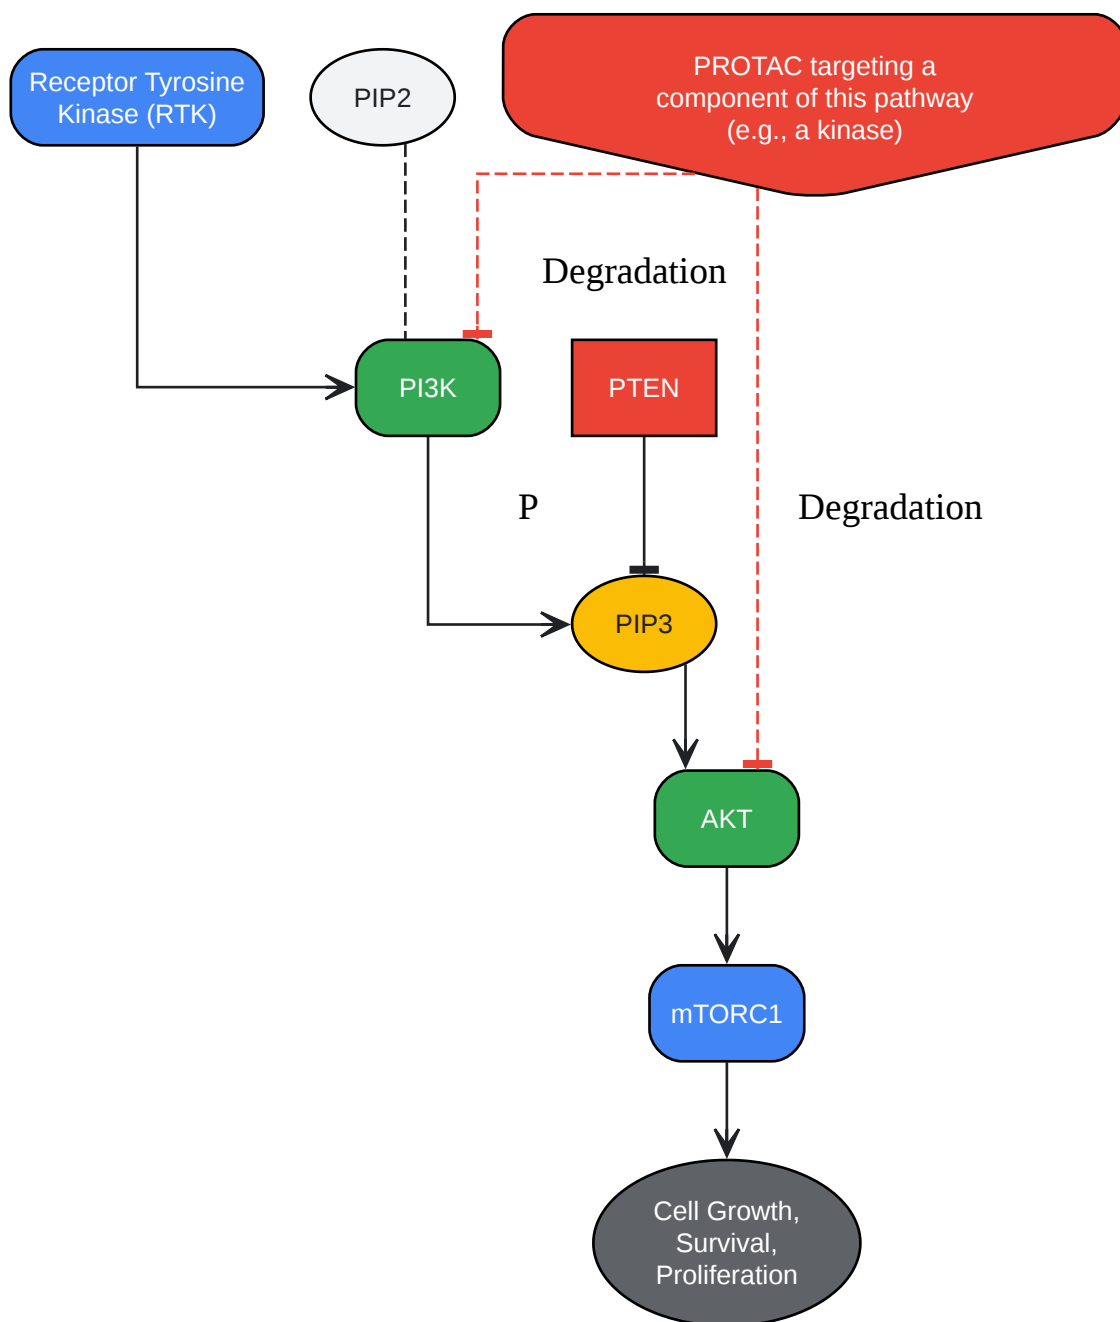 Receptor Tyrosine
Kinase (RTK)
PIP2
PROTAC targeting a
component of this pathway
(e.g., a kinase)
Degradation
PI3K
PTEN
P
Degradation
PIP3
AKT
mTORC1
Cell Growth,
Survival,
Proliferation